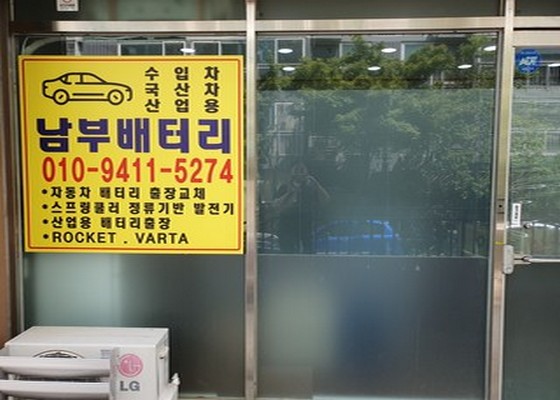 수입차
국산차
산업용
남부배터리
010-9411-5274
•자동차 배터리 출장교체
•스프링쿨러 정류기반 발전기
•산업용 배터리출장
•ROCKET . VARTA
ADT
LG